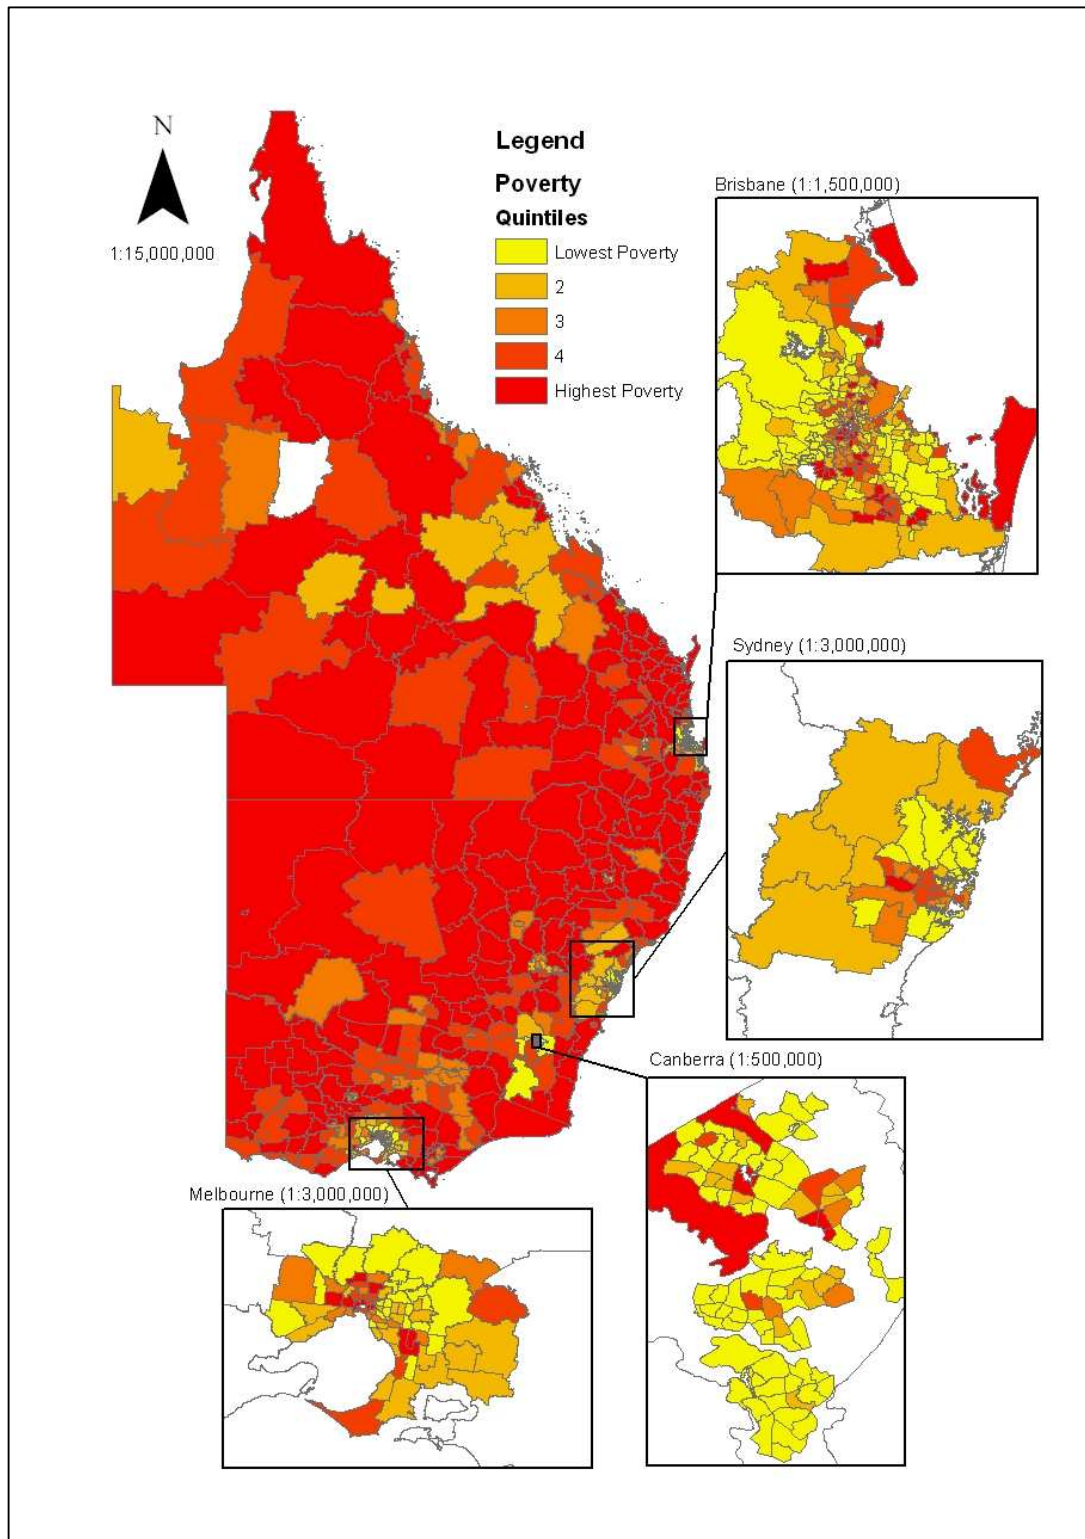 N
1:15,000,000
Legend
Poverty
Quintiles
Lowest Poverty
2
3
4
Highest Poverty
Brisbane (1:1,500,000)
Sydney (1:3,000,000)
Canberra (1:500,000)
Melbourne (1:3,000,000)